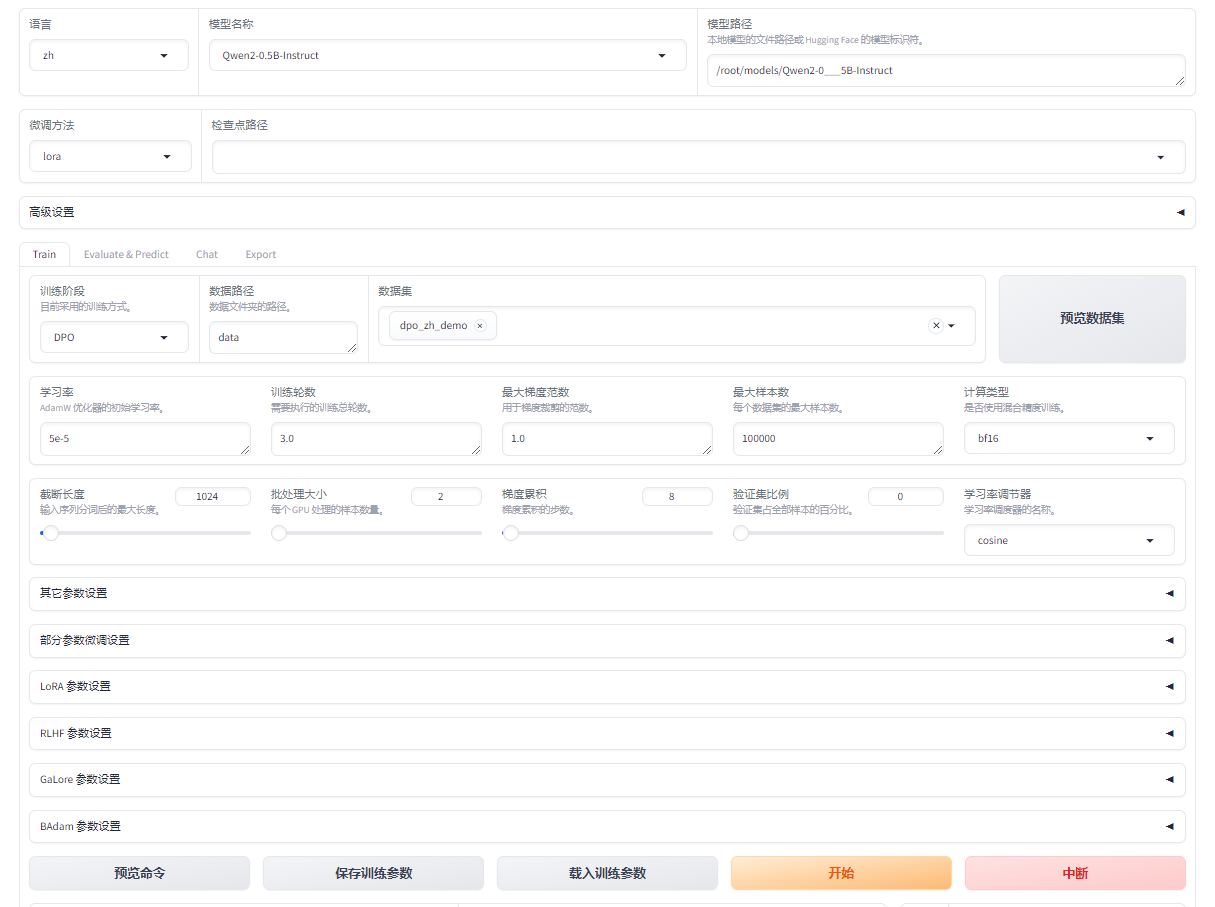 语言
zh
模型名称
Qwen2-0.5B-Instruct
模型路径
本地模型的文件路径或 Hugging Face 的模型标识符。
/root/models/Qwen2-0___5B-Instruct
微调方法
lora
检查点路径
高级设置
Train
Evaluate & Predict
Chat
Export
训练阶段
目前采用的训练方式。
DPO
数据路径
数据文件夹的路径。
data
数据集
dpo_zh_demo ×
预览数据集
学习率
AdamW 优化器的初始学习率。
5e-5
训练轮数
需要执行的训练总轮数。
3.0
最大梯度范数
用于梯度裁剪的范数。
1.0
最大样本数
每个数据集的最大样本数。
100000
计算类型
是否使用混合精度训练。
bf16
截断长度
1024
输入序列分词后的最大长度。
批处理大小
2
每个 GPU 处理的样本数量。
梯度累积
8
梯度累积的步数。
验证集比例
0
验证集占全部样本的百分比。
学习率调节器
学习率调度器的名称。
cosine
其它参数设置
部分参数微调设置
LoRA 参数设置
RLHF 参数设置
GaLore 参数设置
BAdam 参数设置
预览命令
保存训练参数
载入训练参数
开始
中断